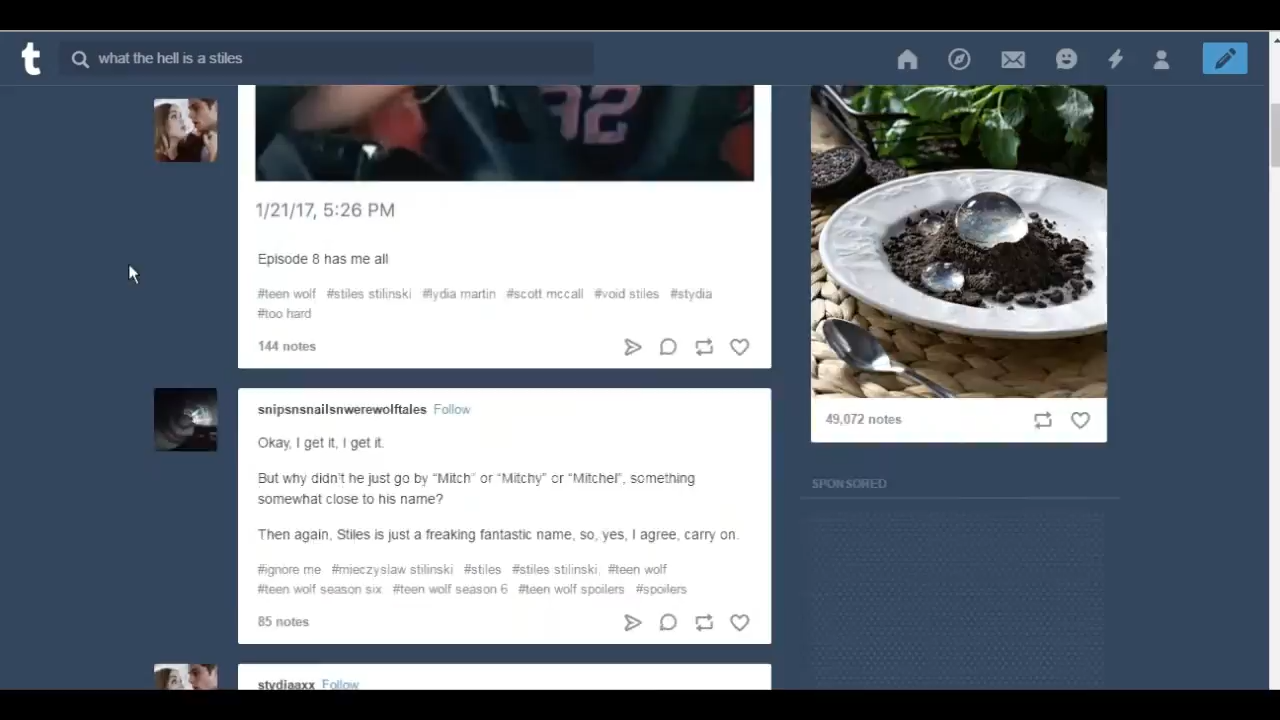 t
what the hell is a stiles
72
1/21/17, 5:26 PM
Episode 8 has me all
#teen wolf #stiles stilinski #lydia martin #scott mccall #void stiles #stydia
#too hard
144 notes
49,072 notes
snipsnsnailsnwerewolftales Follow
Okay, I get it, I get it.
SPONSORED
But why didn't he just go by “Mitch” or “Mitchy” or “Mitchel”, something
somewhat close to his name?
Then again, Stiles is just a freaking fantastic name, so, yes, I agree, carry on.
#ignore me #mieczyslaw stilinski #stiles #stiles stilinski #teen wolf
#teen wolf season six #teen wolf season 6 #teen wolf spoilers #spoilers
85 notes
stydiaaxx Follow